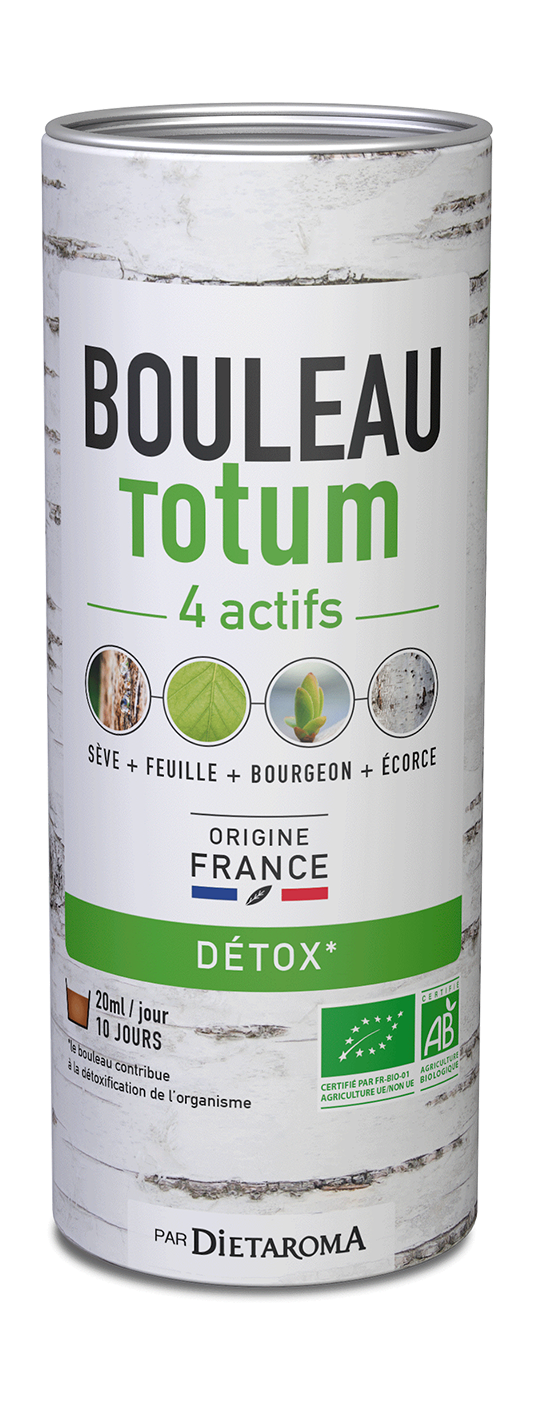 BOULEAU
TOTUM
4 actifs
SÈVE + FEUILLE + BOURGEON + ÉCORCE
ORIGINE
FRANCE
DÉTOX*
20ml / jour
10 JOURS
*le bouleau contribue
à la détoxification de l'organisme
CERTIFIÉ PAR FR-BIO-01
AGRICULTURE UE/NON UE
CERTIFIÉ
AB
AGRICULTURE
BIOLOGIQUE
PAR DIETAROMA